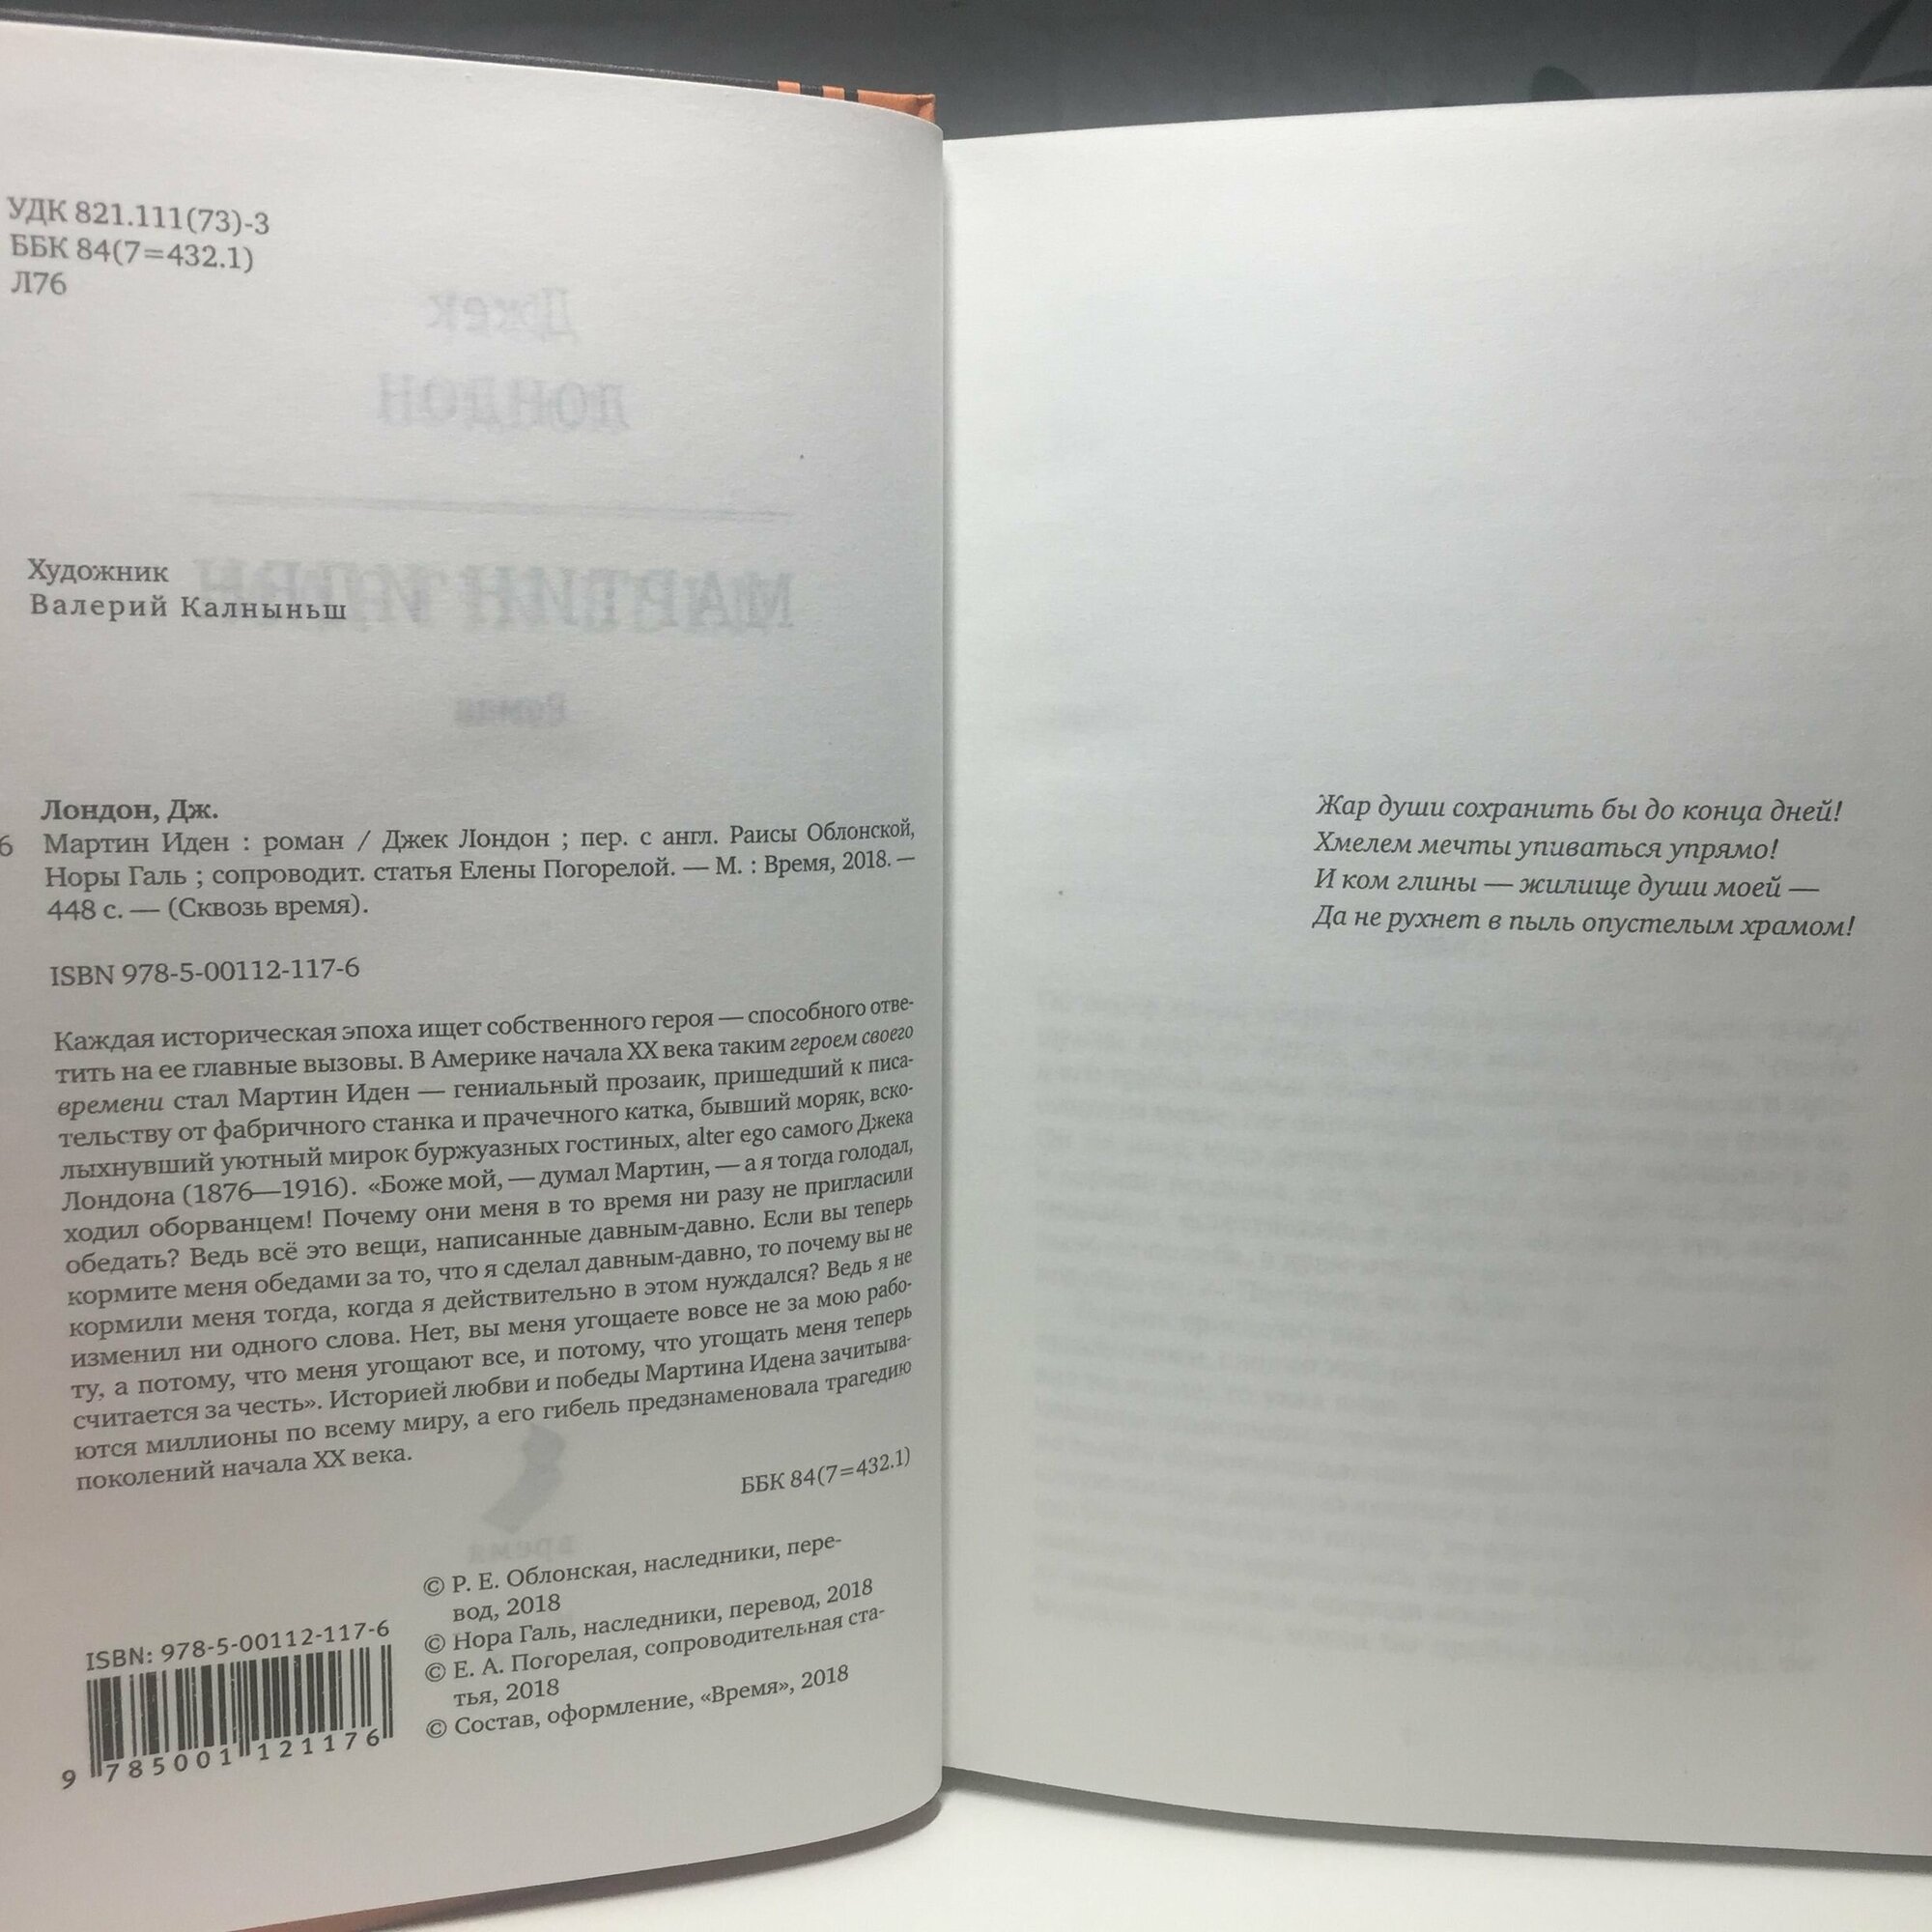 УДК 821.111(73)-3
ББК 84(7=432.1)
Л76
Джек
ЛОНДОН
МАРТИН ИДЕН
Роман
Художник
Валерий Калныньш
Лондон, Дж.
6 Мартин Иден : роман / Джек Лондон ; пер. с англ. Раисы Облонской,
Норы Галь ; сопроводит. статья Елены Погорелой. — М. : Время, 2018. —
448 с. — (Сквозь время).
ISBN 978-5-00112-117-6
Каждая историческая эпоха ищет собственного героя — способного отве-
тить на ее главные вызовы. В Америке начала XX века таким героем своего
времени стал Мартин Иден — гениальный прозаик, пришедший к писа-
тельству от фабричного станка и прачечного катка, бывший моряк, вско-
лыхнувший уютный мирок буржуазных гостиных, alter ego самого Джека
Лондона (1876—1916). «Боже мой, — думал Мартин, — а я тогда голодал,
ходил оборванцем! Почему они меня в то время ни разу не пригласили
обедать? Ведь всё это вещи, написанные давным-давно. Если вы теперь
кормите меня обедами за то, что я сделал давным-давно, то почему вы не
кормили меня тогда, когда я действительно в этом нуждался? Ведь я не
изменил ни одного слова. Нет, вы меня угощаете вовсе не за мою рабо-
ту, а потому, что меня угощают все, и потому, что угощать меня теперь
считается за честь». Историей любви и победы Мартина Идена зачитыва-
ются миллионы по всему миру, а его гибель предзнаменовала трагедию
поколений начала XX века.
ББК 84(7=432.1)
время
© Р. Е. Облонская, наследники, пере-
вод, 2018
© Нора Галь, наследники, перевод, 2018
© Е. А. Погорелая, сопроводительная ста-
тья, 2018
© Состав, оформление, «Время», 2018
ISBN: 978-5-00112-117-6
9 785001 121176
Жар души сохранить бы до конца дней!
Хмелем мечты упиваться упрямо!
И ком глины — жилище души моей —
Да не рухнет в пыль опустелым храмом!